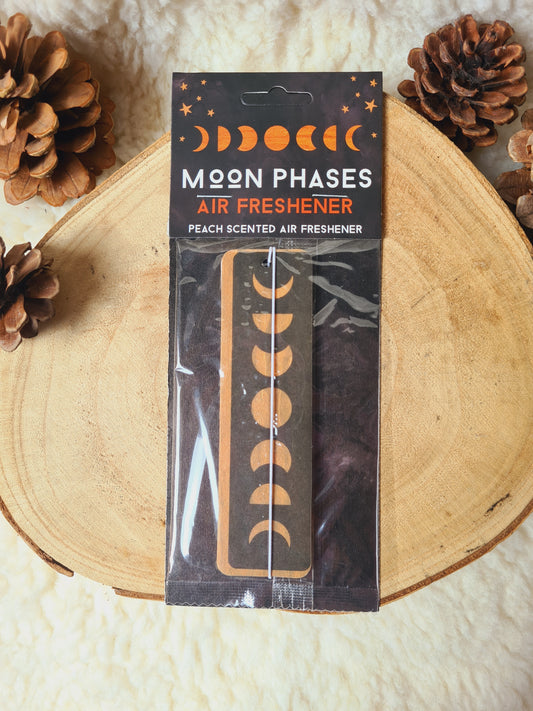 MOON PHASES
AIR FRESHENER
PEACH SCENTED AIR FRESHENER